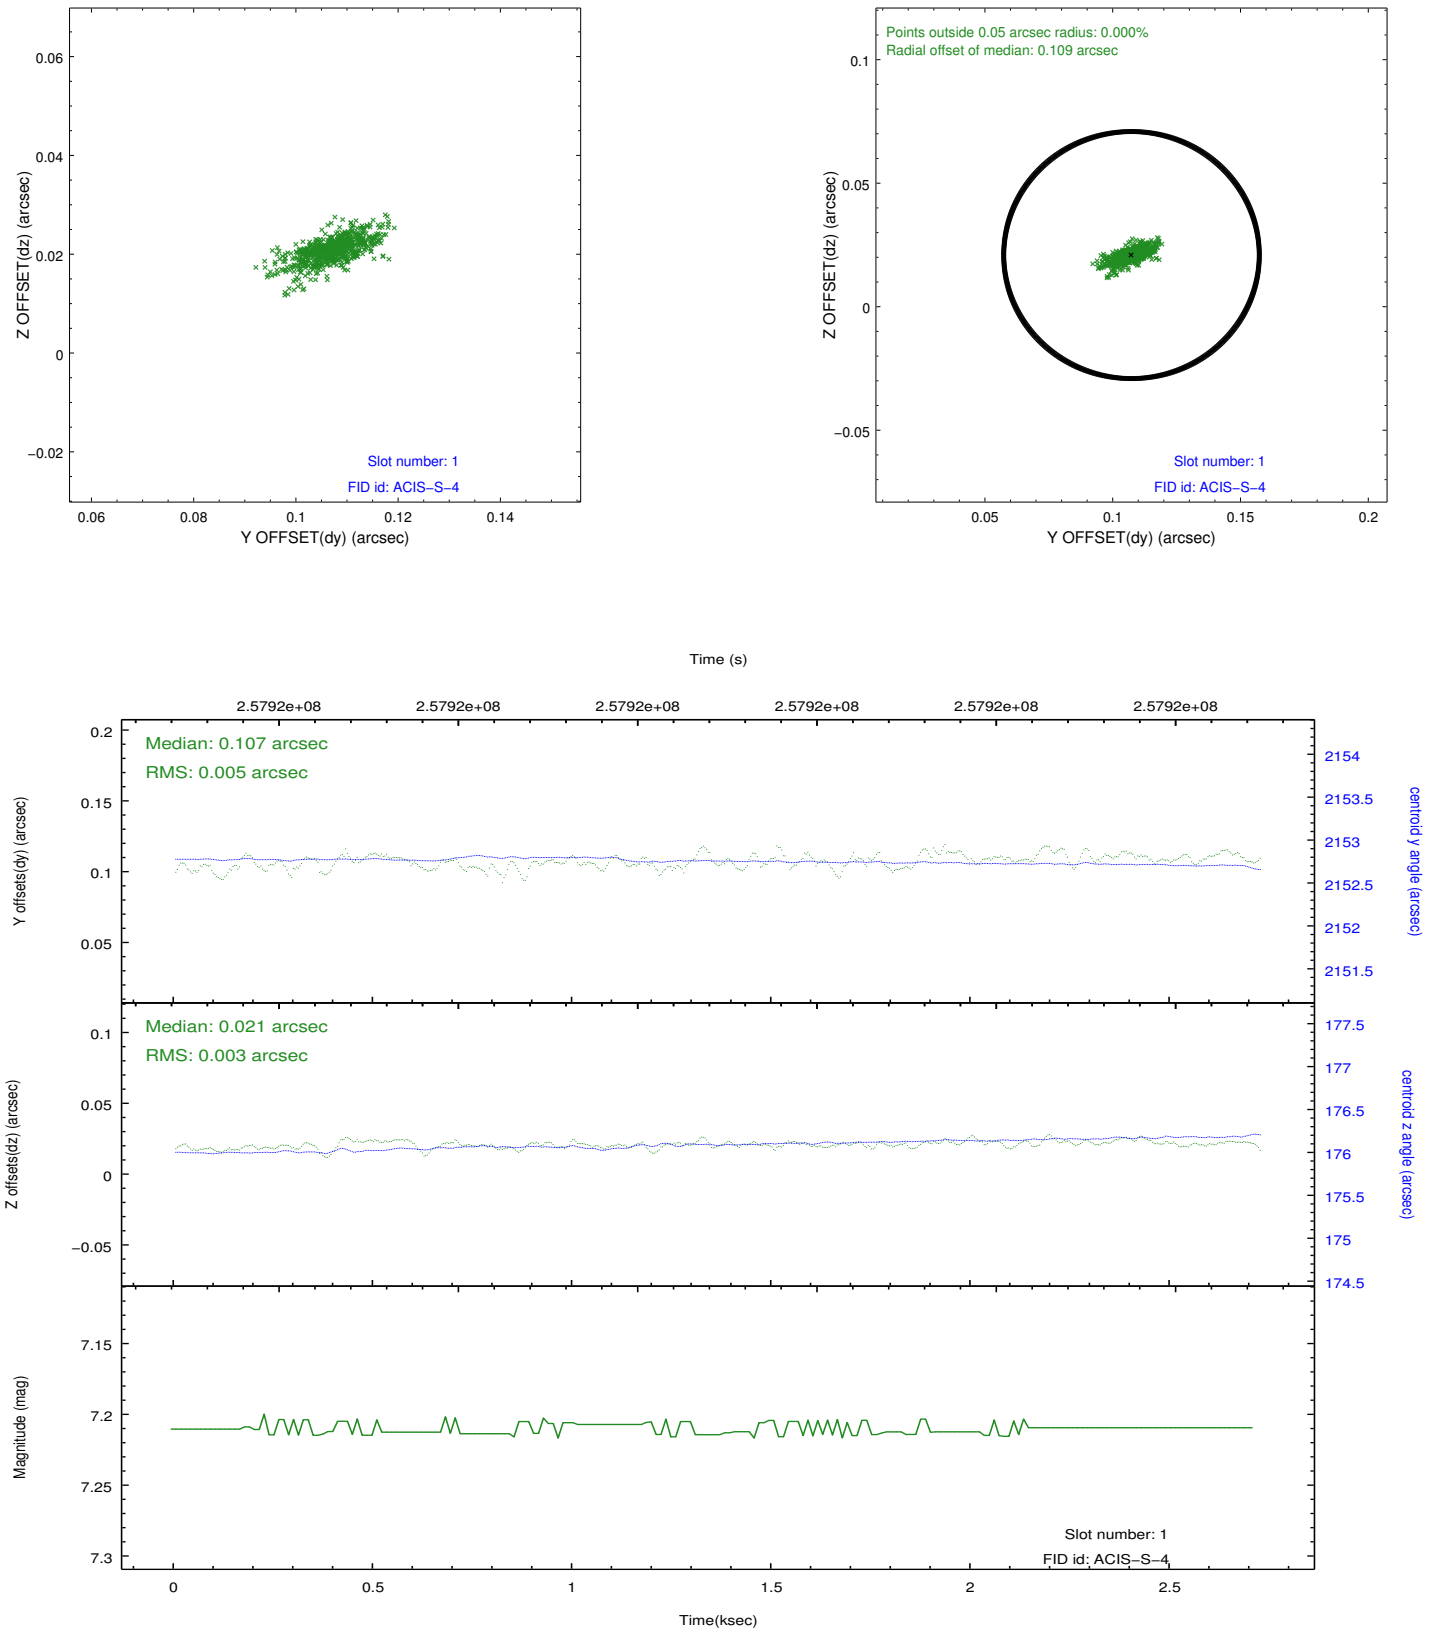 0.06
0.04
0.02
0
−0.02
Z OFFSET(dz) (arcsec)
Slot number: 1
FID id: ACIS−S−4
0.06 0.08 0.1 0.12 0.14
Y OFFSET(dy) (arcsec)
Points outside 0.05 arcsec radius: 0.000%
Radial offset of median: 0.109 arcsec
0.1
0.05
0
−0.05
Z OFFSET(dz) (arcsec)
Slot number: 1
FID id: ACIS−S−4
0.05 0.1 0.15 0.2
Y OFFSET(dy) (arcsec)
Time (s)
2.5792e+08 2.5792e+08 2.5792e+08 2.5792e+08 2.5792e+08 2.5792e+08
Median: 0.107 arcsec
RMS: 0.005 arcsec
0.2
0.15
0.1
0.05
Y offsets(dy) (arcsec)
2154
2153.5
2153
2152.5
2152
2151.5
centroid y angle (arcsec)
Median: 0.021 arcsec
RMS: 0.003 arcsec
0.1
0.05
0
−0.05
Z offsets(dz) (arcsec)
177.5
177
176.5
176
175.5
175
174.5
centroid z angle (arcsec)
7.15
7.2
7.25
7.3
Magnitude (mag)
Slot number: 1
FID id: ACIS−S−4
0 0.5 1 1.5 2 2.5
Time(ksec)